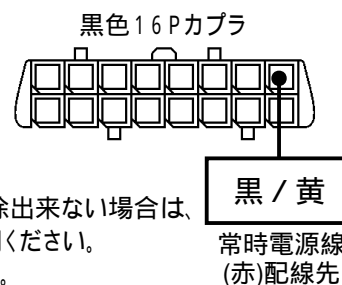 黒色16Pカプラ
黒/黄
除出来ない場合は、
ください。
常時電源線
。
(赤)配線先